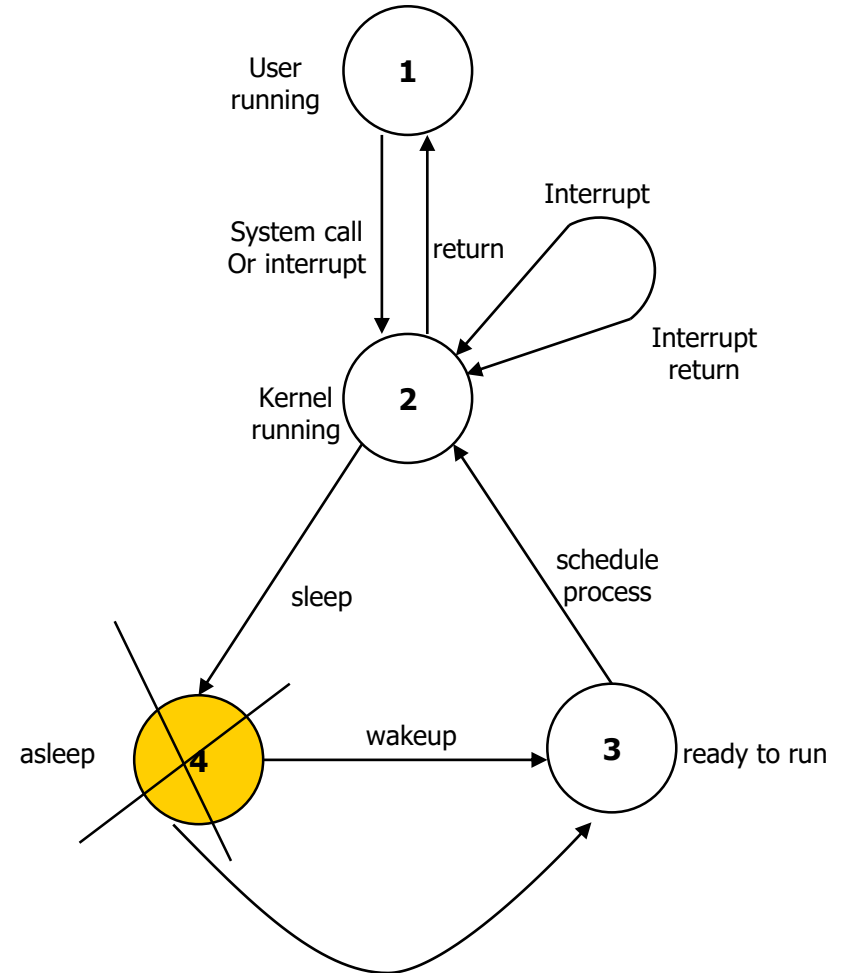 User
running
1
System call
Or interrupt
return
Interrupt
Interrupt
return
Kernel
running
2
sleep
schedule
process
asleep
4
wakeup
3
ready to run